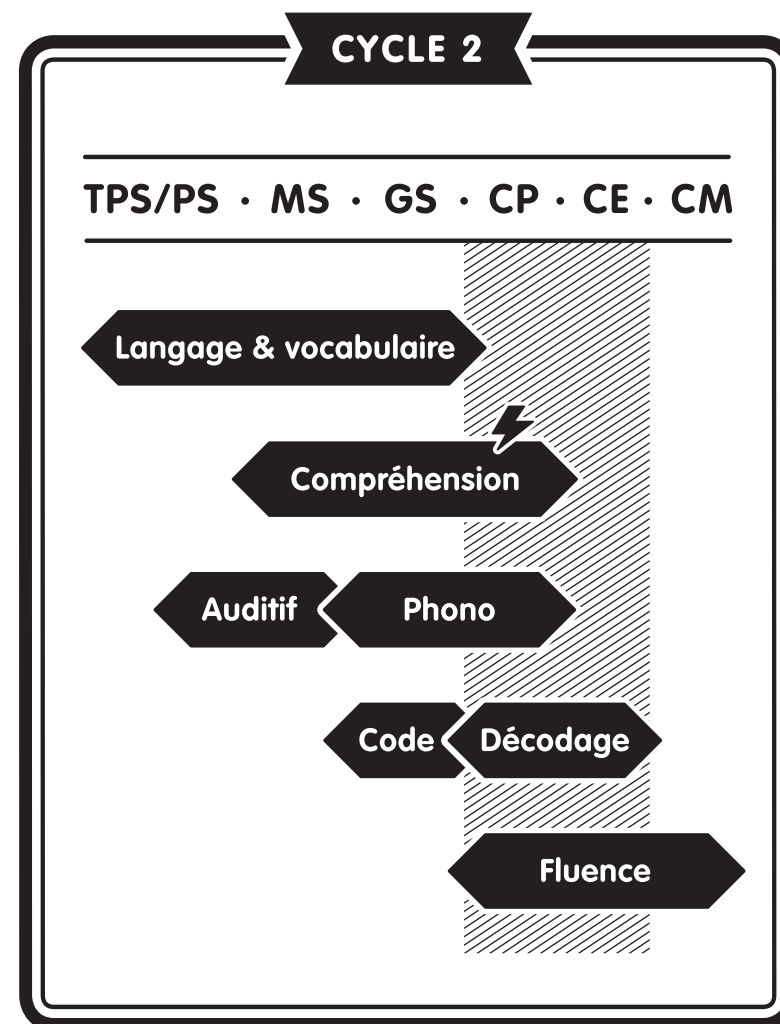 CYCLE 2
TPS/PS · MS · GS · CP · CE · CM
Langage & vocabulaire
Compréhension
Auditif Phono
Code Décodage
Fluence